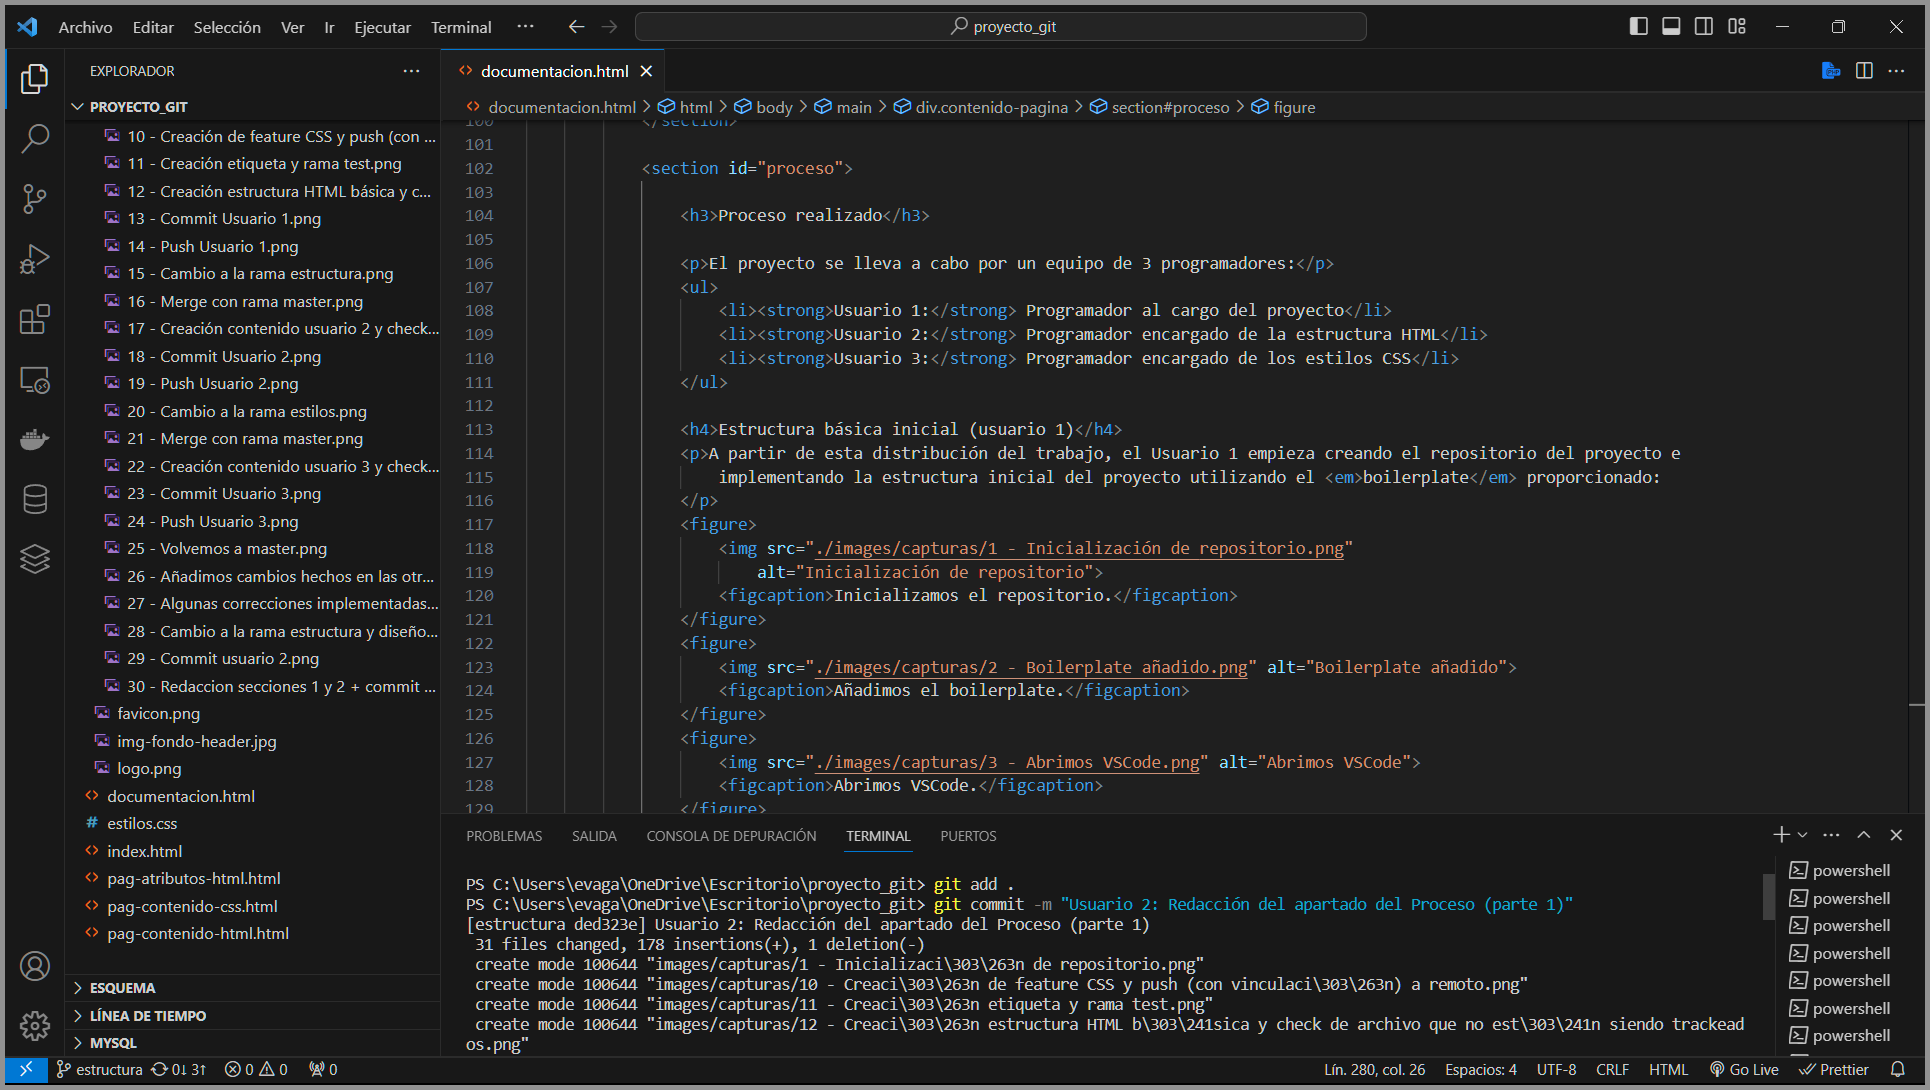 Archivo Editar Selección Ver Ir Ejecutar Terminal ··· proyecto_git
EXPLORADOR ···
PROYECTO_GIT
10 - Creación de feature CSS y push (con ...
11 - Creación etiqueta y rama test.png
12 - Creación estructura HTML básica y c...
13 - Commit Usuario 1.png
14 - Push Usuario 1.png
15 - Cambio a la rama estructura.png
16 - Merge con rama master.png
17 - Creación contenido usuario 2 y check...
18 - Commit Usuario 2.png
19 - Push Usuario 2.png
20 - Cambio a la rama estilos.png
21 - Merge con rama master.png
22 - Creación contenido usuario 3 y check...
23 - Commit Usuario 3.png
24 - Push Usuario 3.png
25 - Volvemos a master.png
26 - Añadimos cambios hechos en las otr...
27 - Algunas correcciones implementadas...
28 - Cambio a la rama estructura y diseño...
29 - Commit usuario 2.png
30 - Redaccion secciones 1 y 2 + commit ...
favicon.png
img-fondo-header.jpg
logo.png
<> documentacion.html
# estilos.css
<> index.html
<> pag-atributos-html.html
<> pag-contenido-css.html
<> pag-contenido-html.html
ESQUEMA
LÍNEA DE TIEMPO
MYSQL
<> documentacion.html
<> documentacion.html > html > body > main > div.contenido-pagina > section#proceso > figure
100 </section>
101
102 <section id="proceso">
103
104 <h3>Proceso realizado</h3>
105
106 <p>El proyecto se lleva a cabo por un equipo de 3 programadores:</p>
107 <ul>
108 <li><strong>Usuario 1:</strong> Programador al cargo del proyecto</li>
109 <li><strong>Usuario 2:</strong> Programador encargado de la estructura HTML</li>
110 <li><strong>Usuario 3:</strong> Programador encargado de los estilos CSS</li>
111 </ul>
112
113 <h4>Estructura básica inicial (usuario 1)</h4>
114 <p>A partir de esta distribución del trabajo, el Usuario 1 empieza creando el repositorio del proyecto e
115 implementando la estructura inicial del proyecto utilizando el <em>boilerplate</em> proporcionado:
116 </p>
117 <figure>
118 <img src="./images/capturas/1 - Inicialización de repositorio.png"
119 alt="Inicialización de repositorio">
120 <figcaption>Inicializamos el repositorio.</figcaption>
121 </figure>
122 <figure>
123 <img src="./images/capturas/2 - Boilerplate añadido.png" alt="Boilerplate añadido">
124 <figcaption>Añadimos el boilerplate.</figcaption>
125 </figure>
126 <figure>
127 <img src="./images/capturas/3 - Abrimos VSCode.png" alt="Abrimos VSCode">
128 <figcaption>Abrimos VSCode.</figcaption>
129 </figure>
PROBLEMAS SALIDA CONSOLA DE DEPURACIÓN TERMINAL PUERTOS
PS C:\Users\evaga\OneDrive\Escritorio\proyecto_git> git add .
PS C:\Users\evaga\OneDrive\Escritorio\proyecto_git> git commit -m "Usuario 2: Redacción del apartado del Proceso (parte 1)"
[estructura ded323e] Usuario 2: Redacción del apartado del Proceso (parte 1)
31 files changed, 178 insertions(+), 1 deletion(-)
create mode 100644 "images/capturas/1 - Inicializaci\303\263n de repositorio.png"
create mode 100644 "images/capturas/10 - Creaci\303\263n de feature CSS y push (con vinculaci\303\263n) a remoto.png"
create mode 100644 "images/capturas/11 - Creaci\303\263n etiqueta y rama test.png"
create mode 100644 "images/capturas/12 - Creaci\303\263n estructura HTML b\303\241sica y check de archivo que no est\303\241n siendo trackead
os.png"
powershell
powershell
powershell
powershell
powershell
powershell
powershell
estructura 0↓ 3↑ 0 0 0 Lín. 280, col. 26 Espacios: 4 UTF-8 CRLF HTML Go Live Prettier